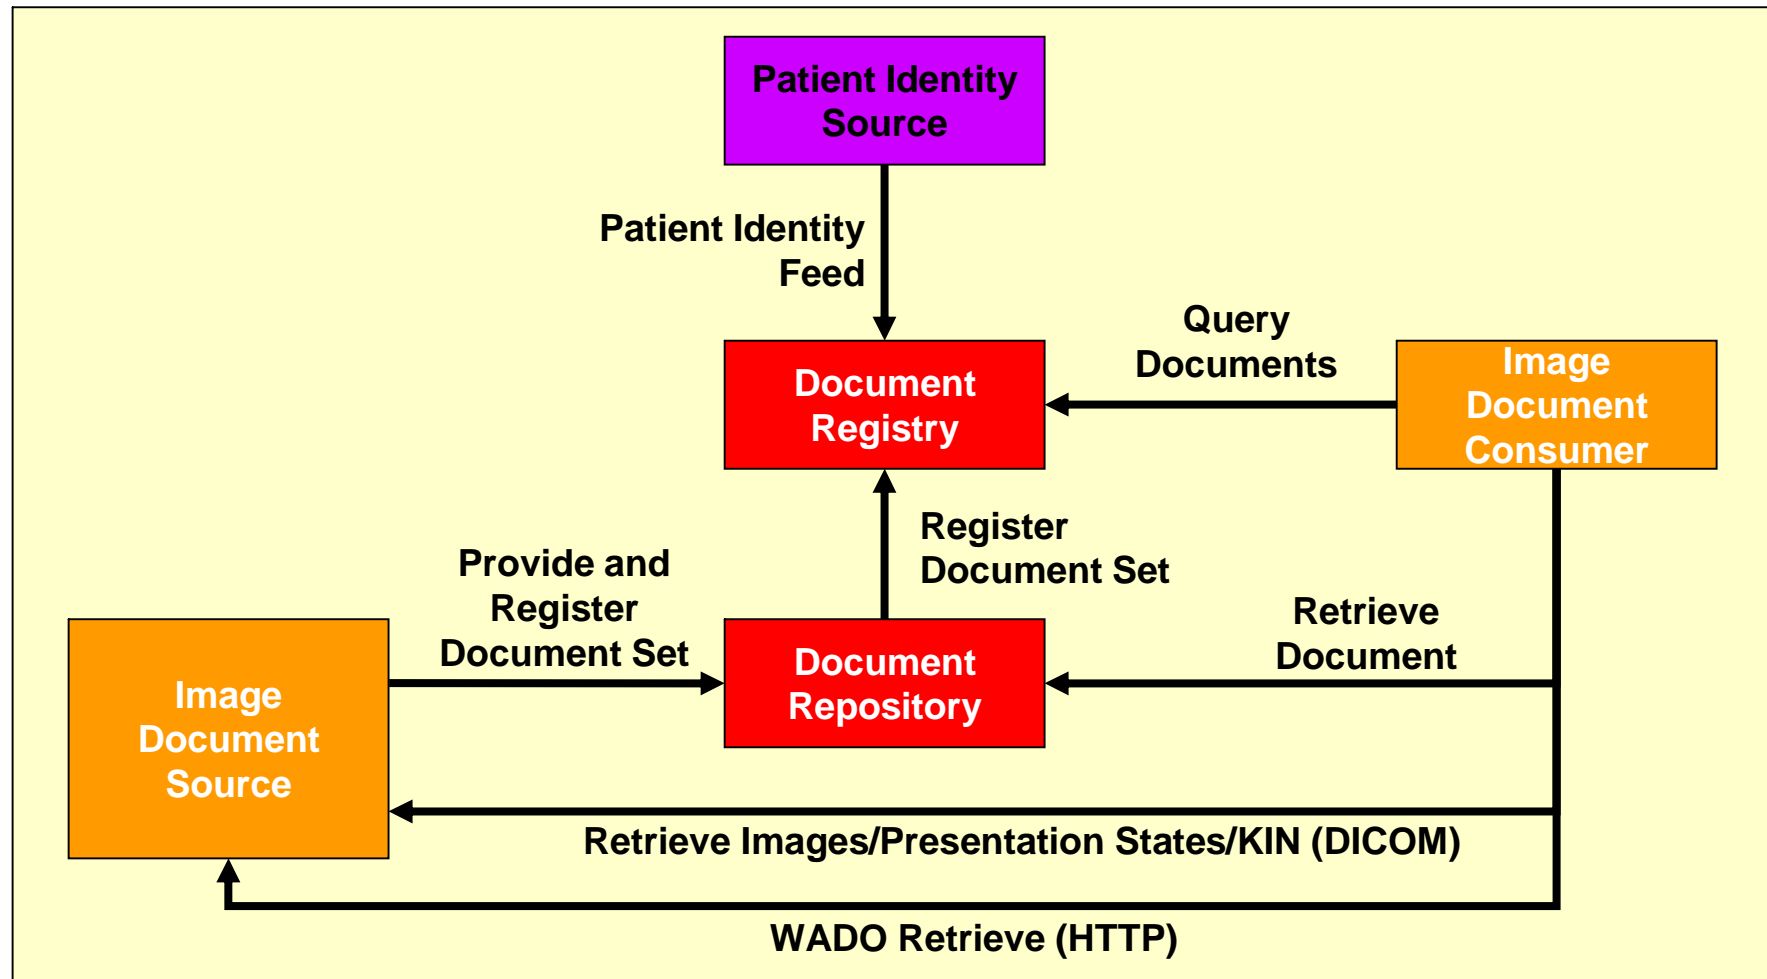 Patient Identity
Source
Patient Identity
Feed
Query
Documents
Image
Document
Consumer
Document
Registry
Register
Document Set
Provide and
Register
Document Set
Retrieve
Document
Image
Document
Source
Document
Repository
Retrieve Images/Presentation States/KIN (DICOM)
WADO Retrieve (HTTP)